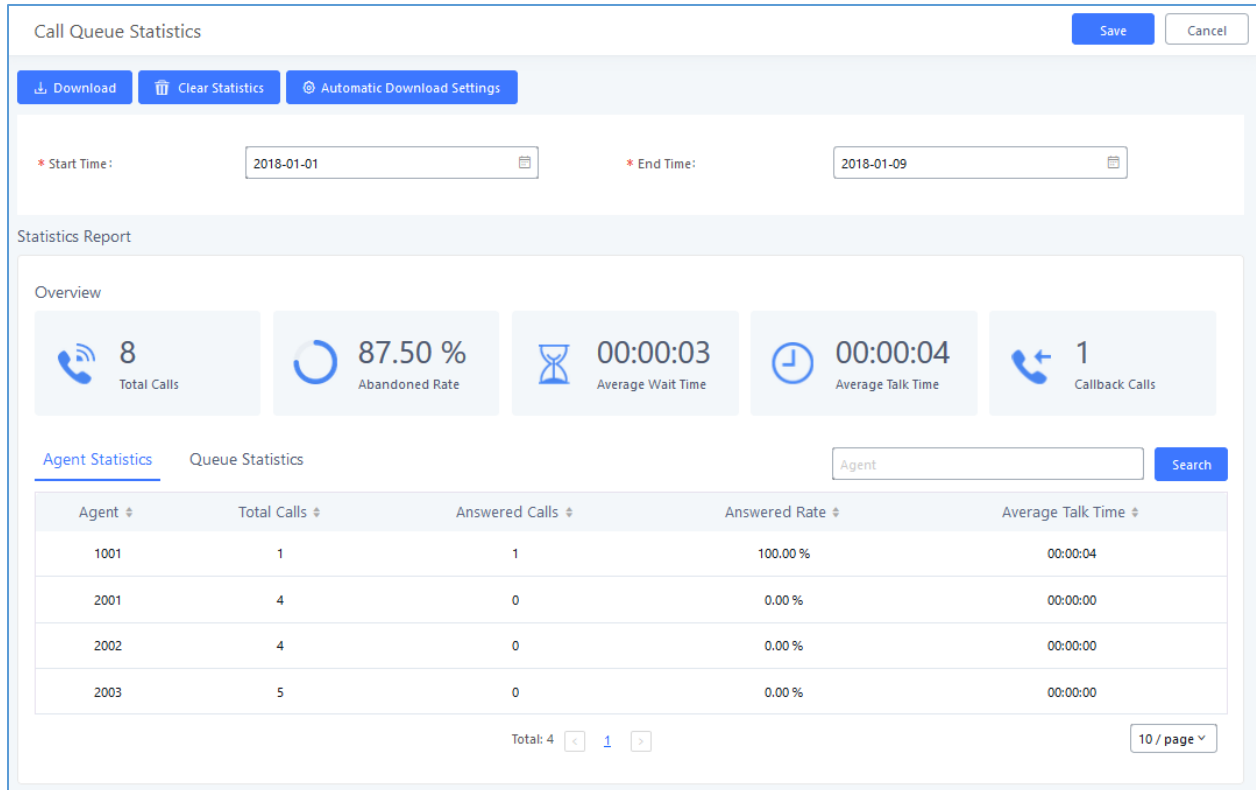 Call Queue Statistics Save Cancel
Download Clear Statistics Automatic Download Settings
* Start Time: 2018-01-01 * End Time: 2018-01-09
Statistics Report
Overview
8 87.50 % 00:00:03 00:00:04 1
Total Calls Abandoned Rate Average Wait Time Average Talk Time Callback Calls
Agent Statistics Queue Statistics Agent Search
Agent Total Calls Answered Calls Answered Rate Average Talk Time
1001 1 1 100.00 % 00:00:04
2001 4 0 0.00 % 00:00:00
2002 4 0 0.00 % 00:00:00
2003 5 0 0.00 % 00:00:00
Total: 4 < 1 > 10 / page